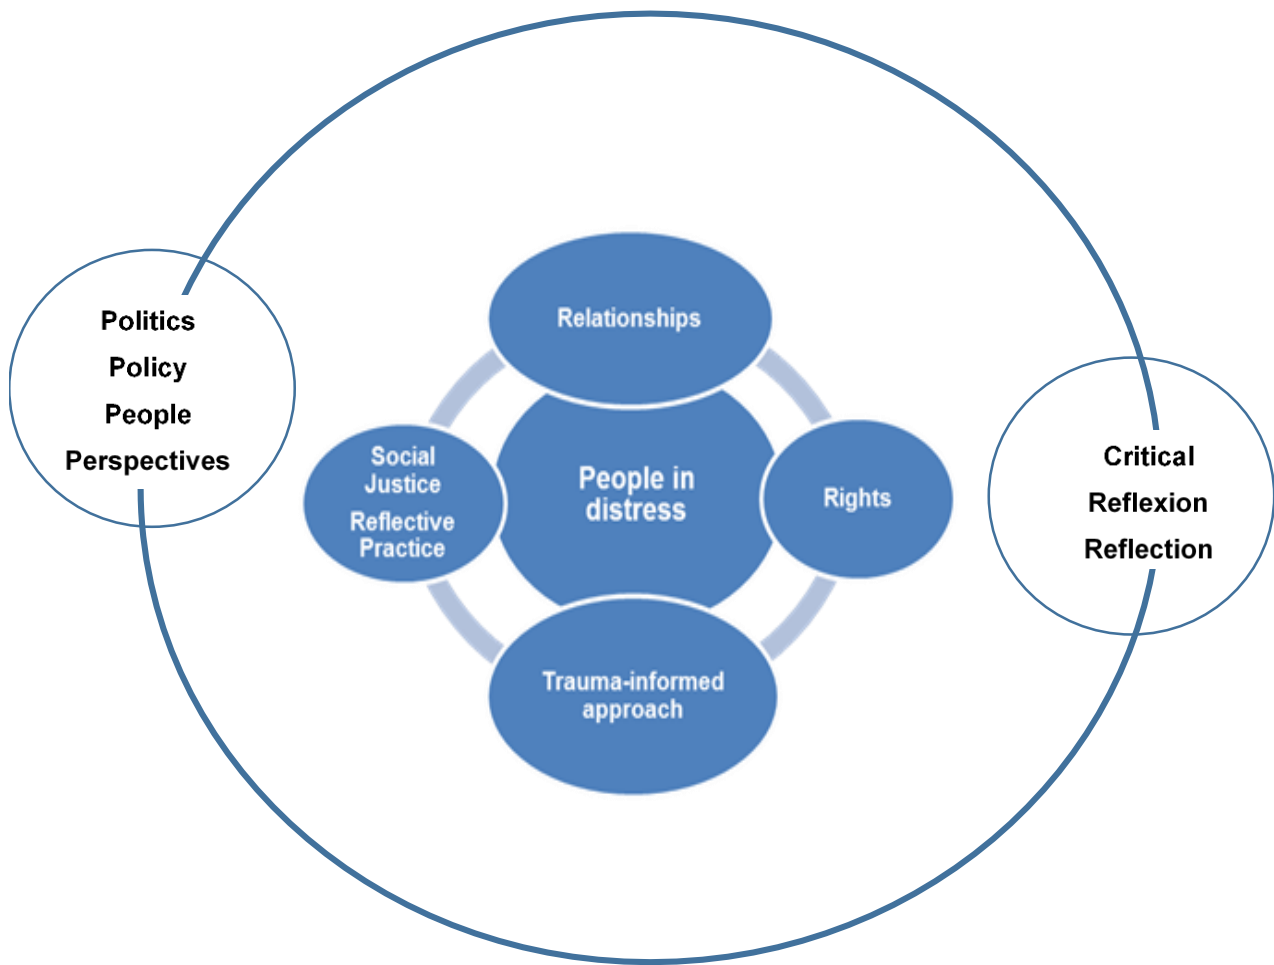 Relationships
Politics
Policy
People
Perspectives
Social
Justice
Reflective
Practice
People in
distress
Rights
Critical
Reflexion
Reflection
Trauma-informed
approach